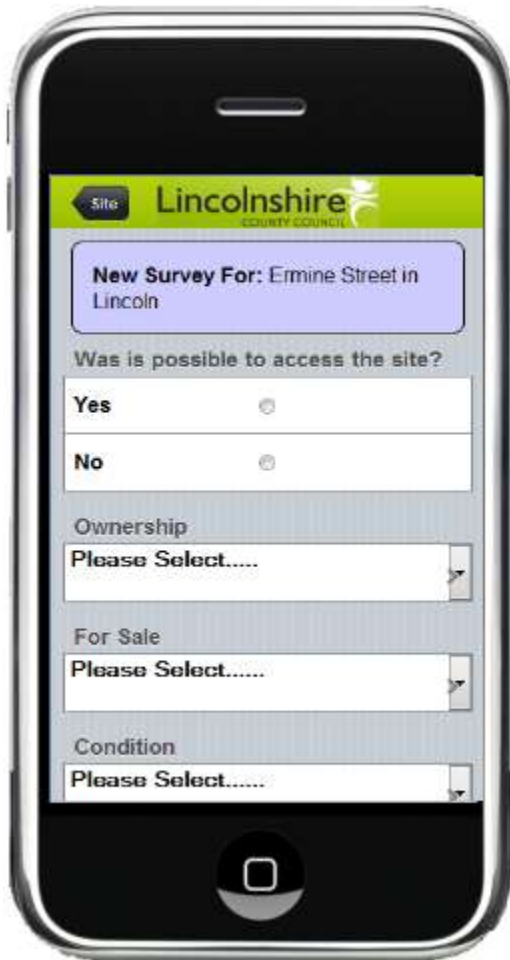 Site
Lincolnshire
COUNTY COUNCIL
New Survey For: Ermine Street in
Lincoln
Was is possible to access the site?
Yes
No
Ownership
Please Select.....
For Sale
Please Select......
Condition
Please Select......